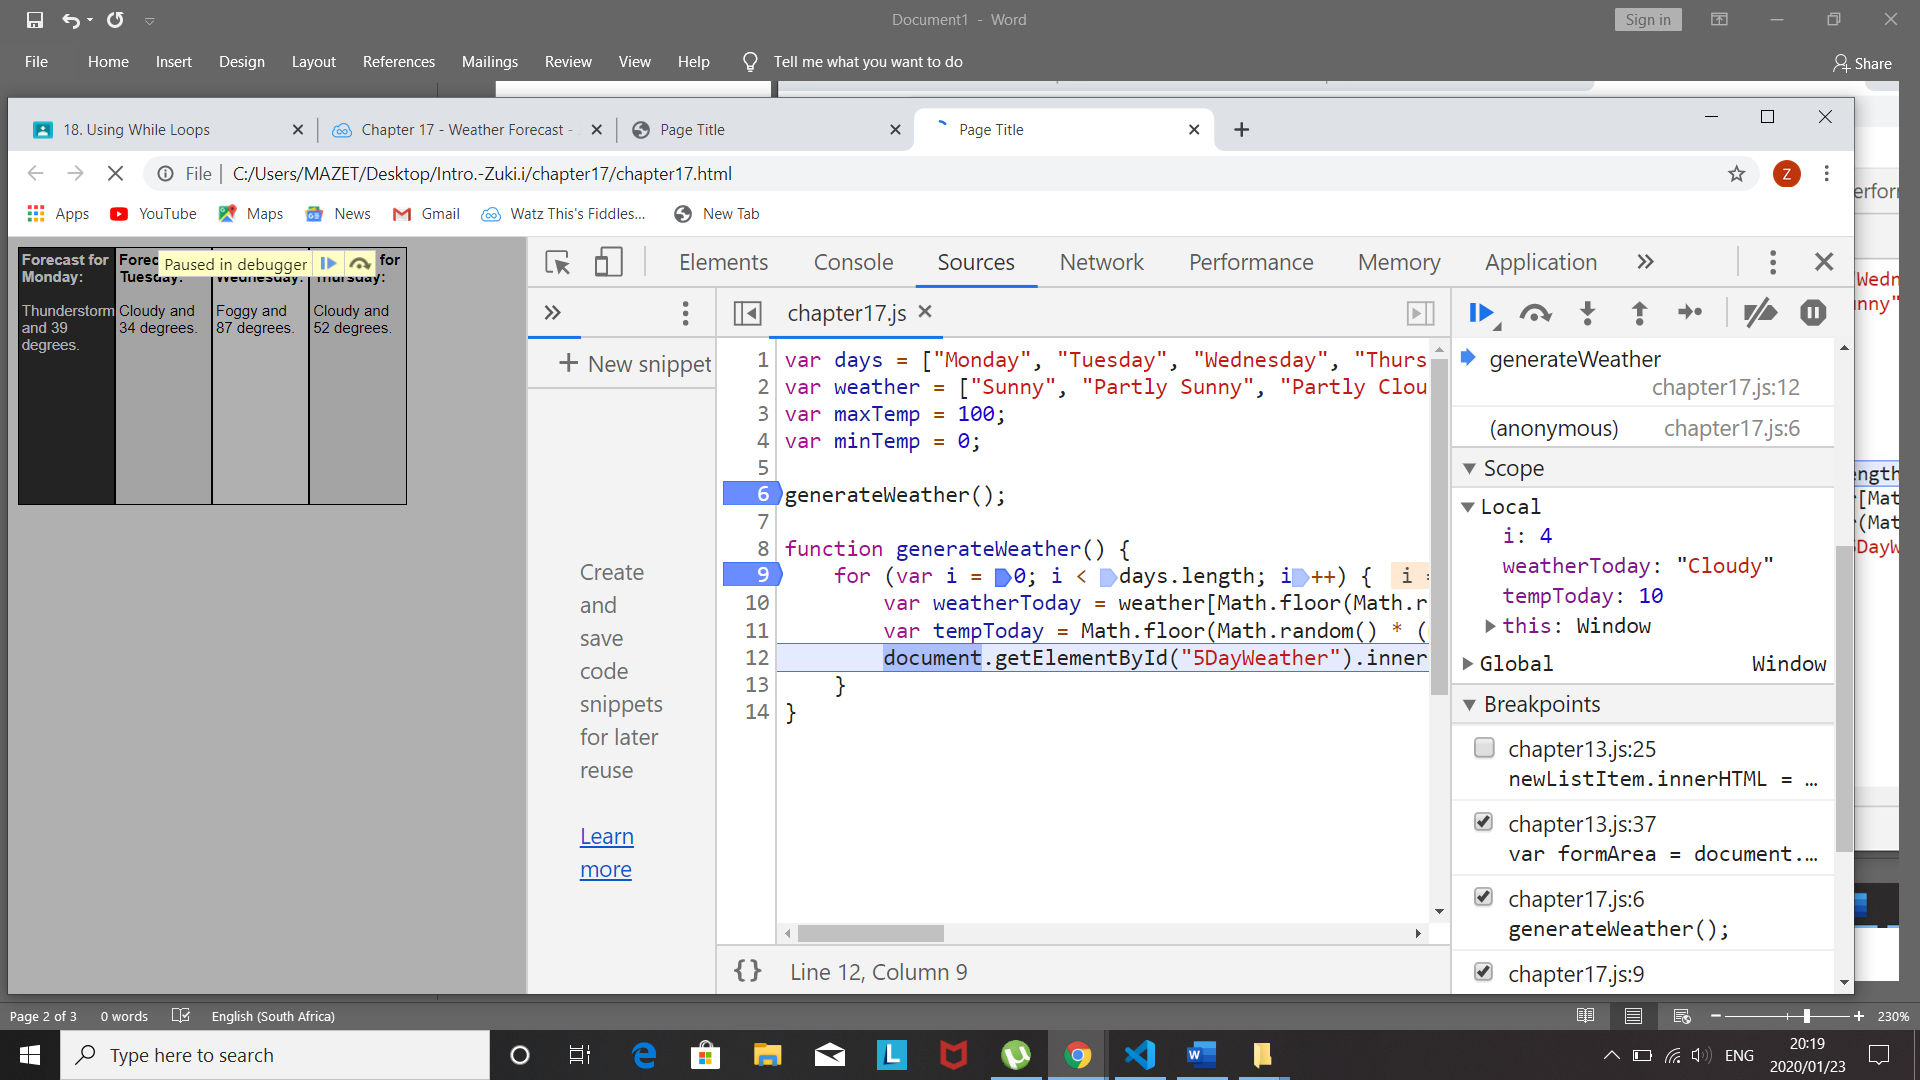 Document1 - Word
Sign in
File Home Insert Design Layout References Mailings Review View Help Tell me what you want to do
Share
18. Using While Loops
Chapter 17 - Weather Forecast -
Page Title
Page Title
File | C:/Users/MAZET/Desktop/Intro.-Zuki.i/chapter17/chapter17.html
Z
Apps YouTube Maps News Gmail Watz This's Fiddles... New Tab
Forecast for
Monday:
Thunderstorm
and 39
degrees.
Tuesday:
Cloudy and
34 degrees.
Wednesday:
Foggy and
87 degrees.
for
Thursday:
Cloudy and
52 degrees.
Paused in debugger
Elements Console Sources Network Performance Memory Application
+ New snippet
Create
and
save
code
snippets
for later
reuse
Learn
more
chapter17.js
1 var days = ["Monday", "Tuesday", "Wednesday", "Thurs
2 var weather = ["Sunny", "Partly Sunny", "Partly Clou
3 var maxTemp = 100;
4 var minTemp = 0;
5
6 generateWeather();
7
8 function generateWeather() {
9 for (var i = 0; i < days.length; i++) { i =
10 var weatherToday = weather[Math.floor(Math.r
11 var tempToday = Math.floor(Math.random() * (
12 document.getElementById("5DayWeather").inner
13 }
14 }
{} Line 12, Column 9
generateWeather
chapter17.js:12
(anonymous) chapter17.js:6
Scope
Local
i: 4
weatherToday: "Cloudy"
tempToday: 10
this: Window
Global Window
Breakpoints
chapter13.js:25
newListItem.innerHTML = …
chapter13.js:37
var formArea = document.…
chapter17.js:6
generateWeather();
chapter17.js:9
Page 2 of 3 0 words English (South Africa)
230%
Type here to search
ENG
20:19
2020/01/23